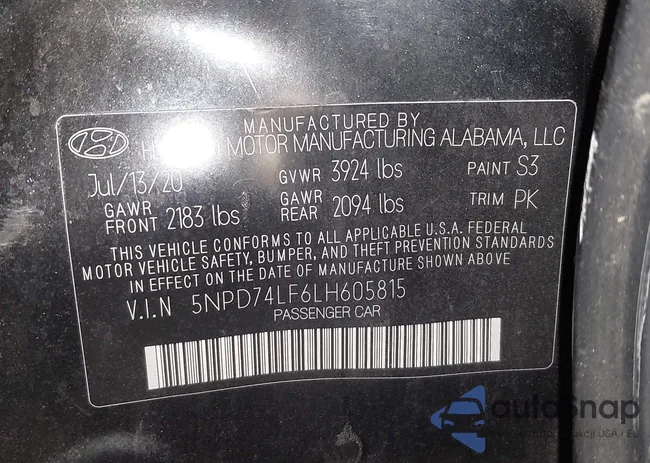 MANUFACTURED BY
MOTOR MANUFACTURING ALABAMA, LLC
Jul/13/20 GVWR 3924 lbs PAINT S3
GAWR FRONT 2183 lbs GAWR REAR 2094 lbs TRIM PK
THIS VEHICLE CONFORMS TO ALL APPLICABLE U.S.A. FEDERAL
MOTOR VEHICLE SAFETY, BUMPER, AND THEFT PREVENTION STANDARDS
IN EFFECT ON THE DATE OF MANUFACTURE SHOWN ABOVE
V.I.N 5NPD74LF6LH605815
PASSENGER CAR
autoSnap
USA i EU